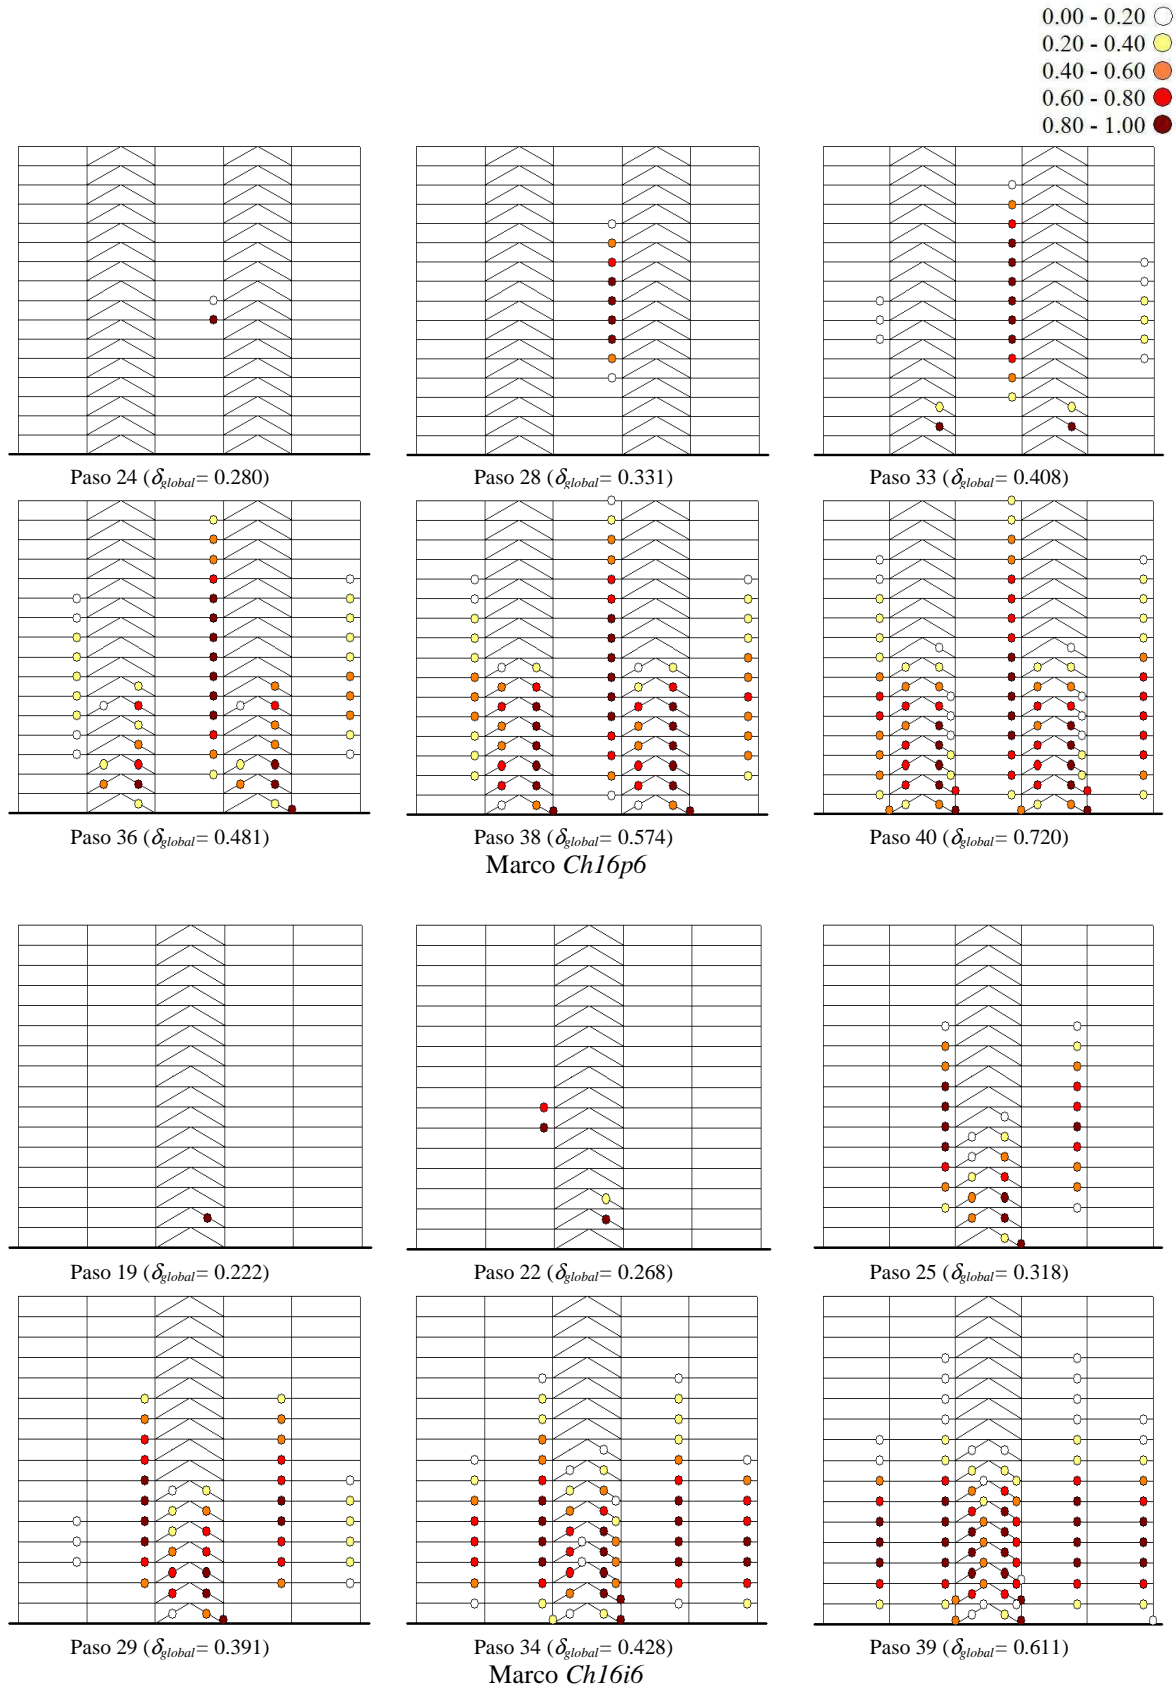 0.00 - 0.20
0.20 - 0.40
0.40 - 0.60
0.60 - 0.80
0.80 - 1.00
Paso 24 (δglobal= 0.280)
Paso 28 (δglobal= 0.331)
Paso 33 (δglobal= 0.408)
Paso 36 (δglobal= 0.481)
Paso 38 (δglobal= 0.574)
Paso 40 (δglobal= 0.720)
Marco Ch16p6
Paso 19 (δglobal= 0.222)
Paso 22 (δglobal= 0.268)
Paso 25 (δglobal= 0.318)
Paso 29 (δglobal= 0.391)
Paso 34 (δglobal= 0.428)
Paso 39 (δglobal= 0.611)
Marco Ch16i6